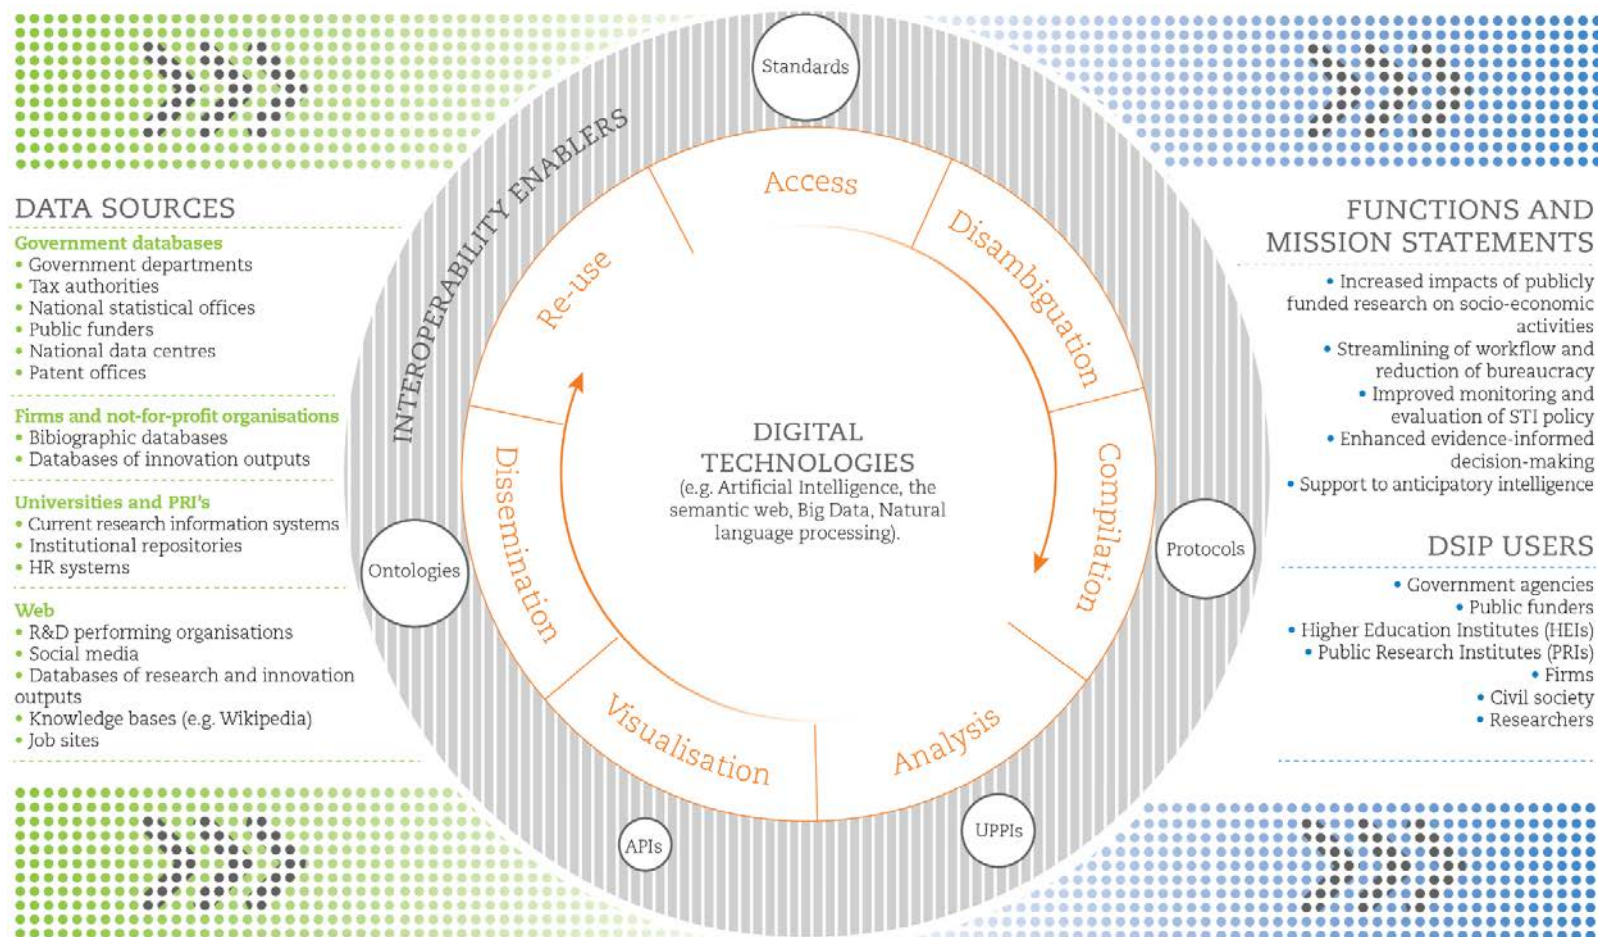 DATA SOURCES
Government databases
• Government departments
• Tax authorities
• National statistical offices
• Public funders
• National data centres
• Patent offices
Firms and not-for-profit organisations
• Bibiographic databases
• Databases of innovation outputs
Universities and PRI's
• Current research information systems
• Institutional repositories
• HR systems
Web
• R&D performing organisations
• Social media
• Databases of research and innovation
outputs
• Knowledge bases (e.g. Wikipedia)
• Job sites
INTEROPERABILITY ENABLERS
Standards
Protocols
UPPIs
APIs
Ontologies
Access
Disambiguation
Compilation
Analysis
Visualisation
Dissemination
Re-use
DIGITAL
TECHNOLOGIES
(e.g. Artificial Intelligence, the
semantic web, Big Data, Natural
language processing).
FUNCTIONS AND
MISSION STATEMENTS
• Increased impacts of publicly
funded research on socio-economic
activities
• Streamlining of workflow and
reduction of bureaucracy
• Improved monitoring and
evaluation of STI policy
• Enhanced evidence-informed
decision-making
• Support to anticipatory intelligence
DSIP USERS
• Government agencies
• Public funders
• Higher Education Institutes (HEIs)
• Public Research Institutes (PRIs)
• Firms
• Civil society
• Researchers